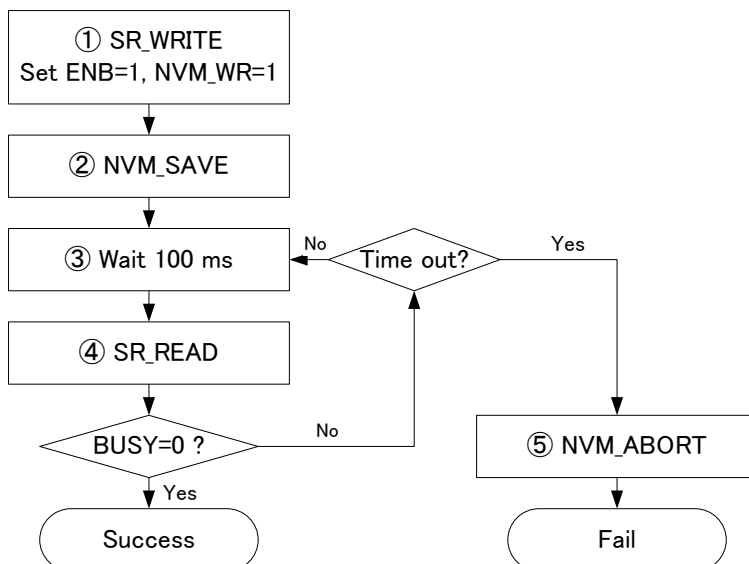 ① SR_WRITE
Set ENB=1, NVM_WR=1
② NVM_SAVE
③ Wait 100 ms
No
Time out?
Yes
④ SR_READ
BUSY=0 ?
No
⑤ NVM_ABORT
Yes
Success
Fail